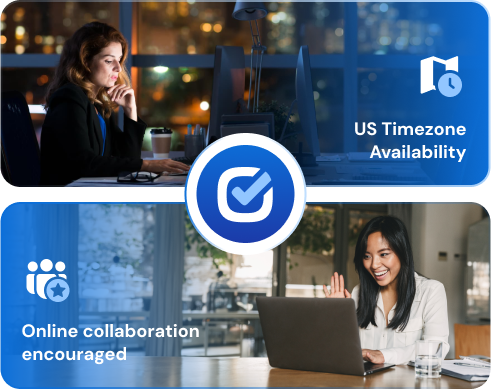 US Timezone
Availability
Online collaboration
encouraged